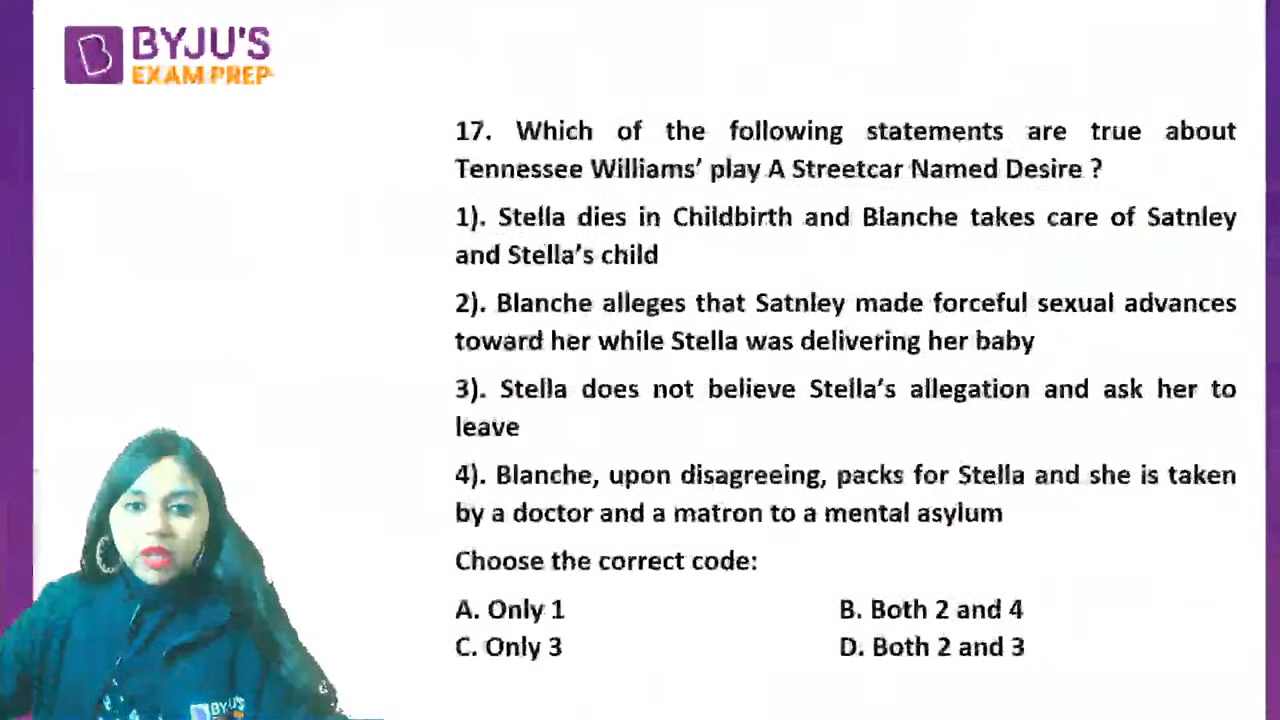 BYJU'S
EXAM PREP
17. Which of the following statements are true about
Tennessee Williams’ play A Streetcar Named Desire ?
1). Stella dies in Childbirth and Blanche takes care of Satnley
and Stella’s child
2). Blanche alleges that Satnley made forceful sexual advances
toward her while Stella was delivering her baby
3). Stella does not believe Stella’s allegation and ask her to
leave
4). Blanche, upon disagreeing, packs for Stella and she is taken
by a doctor and a matron to a mental asylum
Choose the correct code:
A. Only 1 B. Both 2 and 4
C. Only 3 D. Both 2 and 3
BYJU'S